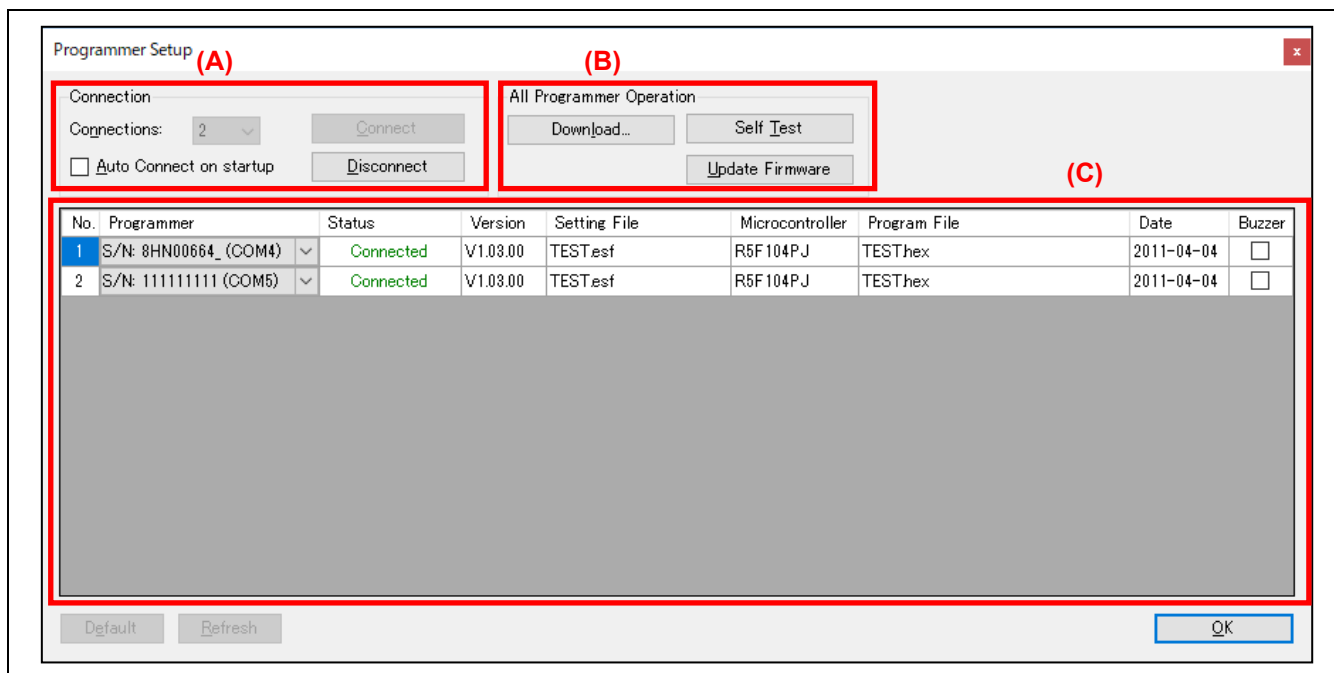 Programmer Setup
(A)
(B)
x
Connection
All Programmer Operation
Connections: 2
Connect
Download...
Self Test
Auto Connect on startup
Disconnect
Update Firmware
(C)
No. Programmer Status Version Setting File Microcontroller Program File Date Buzzer
1 S/N: 8HN00664_ (COM4) Connected V1.03.00 TEST.esf R5F104PJ TEST.hex 2011-04-04
2 S/N: 111111111 (COM5) Connected V1.03.00 TEST.esf R5F104PJ TEST.hex 2011-04-04
Default
Refresh
OK